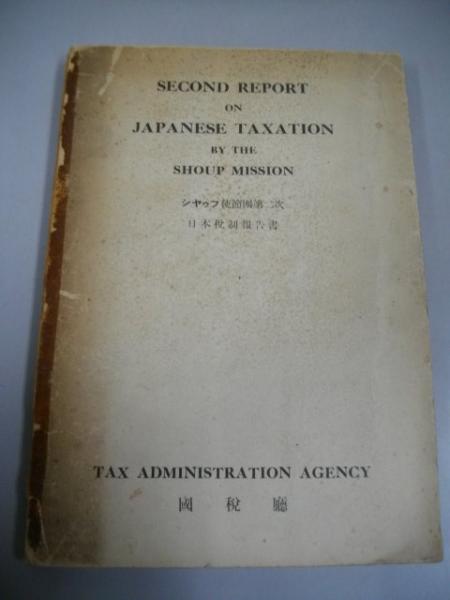 SECOND REPORT
ON
JAPANESE TAXATION
BY THE
SHOUP MISSION
シヤゥプ使節團第二次
日本稅制報告書
TAX ADMINISTRATION AGENCY
國稅廳